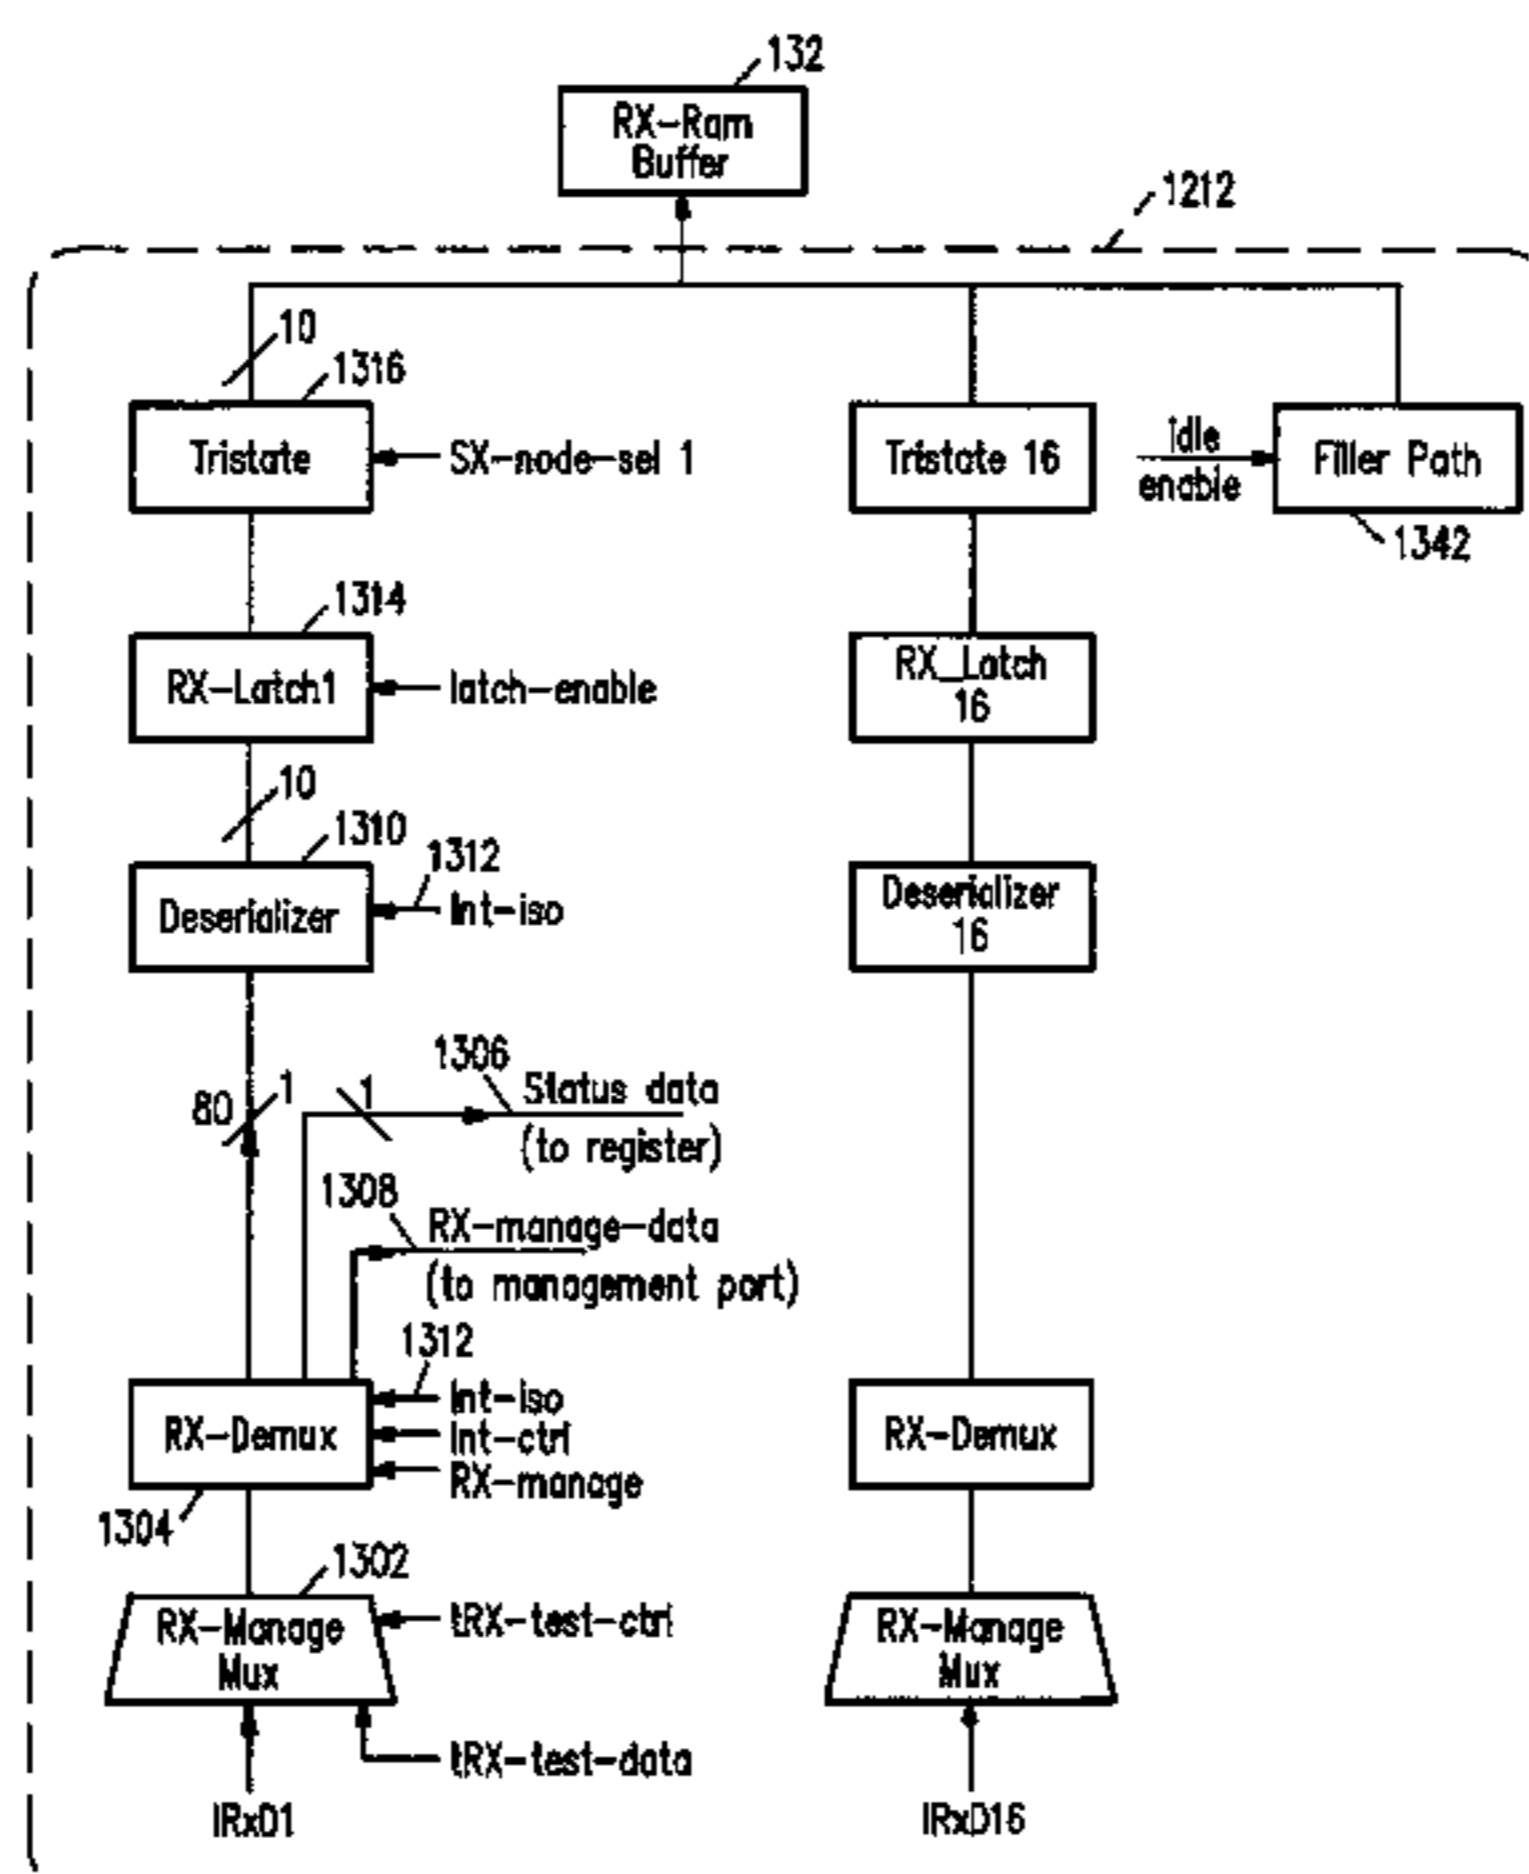 132
RX-Ram
Buffer
1212
10
1316
Tristate
SX-node-sel 1
Tristate 16
Idle
enable
Filler Path
1342
1314
RX-Latch1
latch-enable
RX_Latch
16
10
1310
1312
Deserializer
Int-iso
Deserializer
16
1306
80
1
1
Status data
(to register)
1308
RX-manage-data
(to management port)
1312
RX-Demux
Int-iso
Int-ctrl
RX-manage
RX-Demux
1304
1302
RX-Manage
Mux
tRX-test-ctrl
RX-Manage
Mux
tRX-test-data
IRxD1
IRxD16